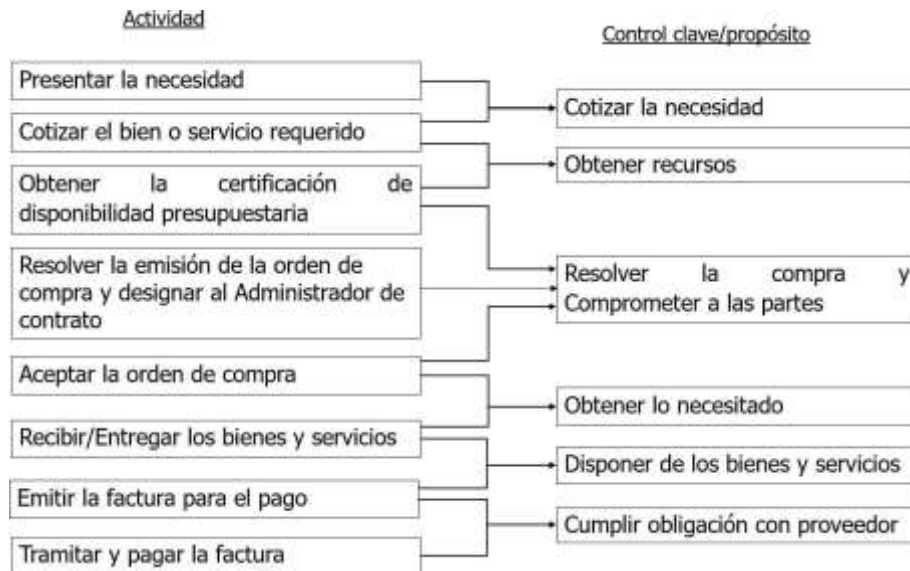 Actividad
Control clave/propósito
Presentar la necesidad
Cotizar el bien o servicio requerido
Obtener la certificación de
disponibilidad presupuestaria
Resolver la emisión de la orden de
compra y designar al Administrador de
contrato
Aceptar la orden de compra
Recibir/Entregar los bienes y servicios
Emitir la factura para el pago
Tramitar y pagar la factura
Cotizar la necesidad
Obtener recursos
Resolver la compra y
Comprometer a las partes
Obtener lo necesitado
Disponer de los bienes y servicios
Cumplir obligación con proveedor